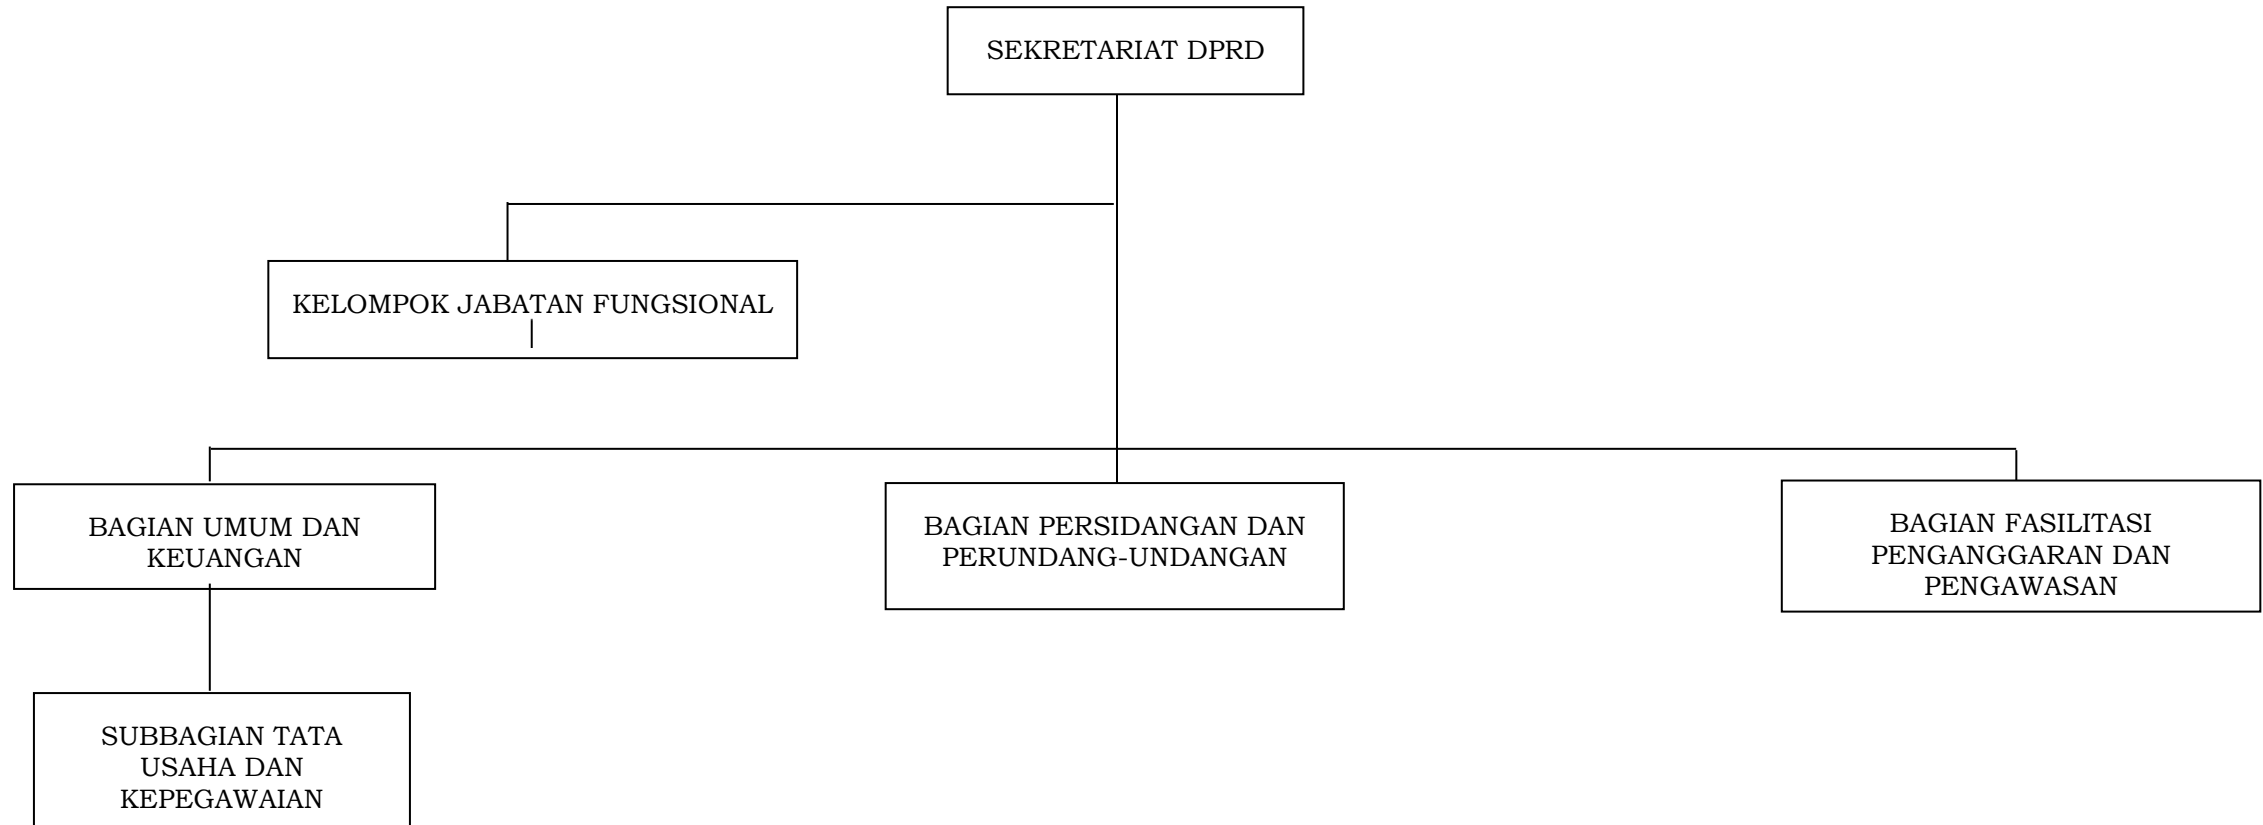 SEKRETARIAT DPRD
KELOMPOK JABATAN FUNGSIONAL
BAGIAN UMUM DAN
KEUANGAN
BAGIAN PERSIDANGAN DAN
PERUNDANG-UNDANGAN
BAGIAN FASILITASI
PENGANGGARAN DAN
PENGAWASAN
SUBBAGIAN TATA
USAHA DAN
KEPEGAWAIAN